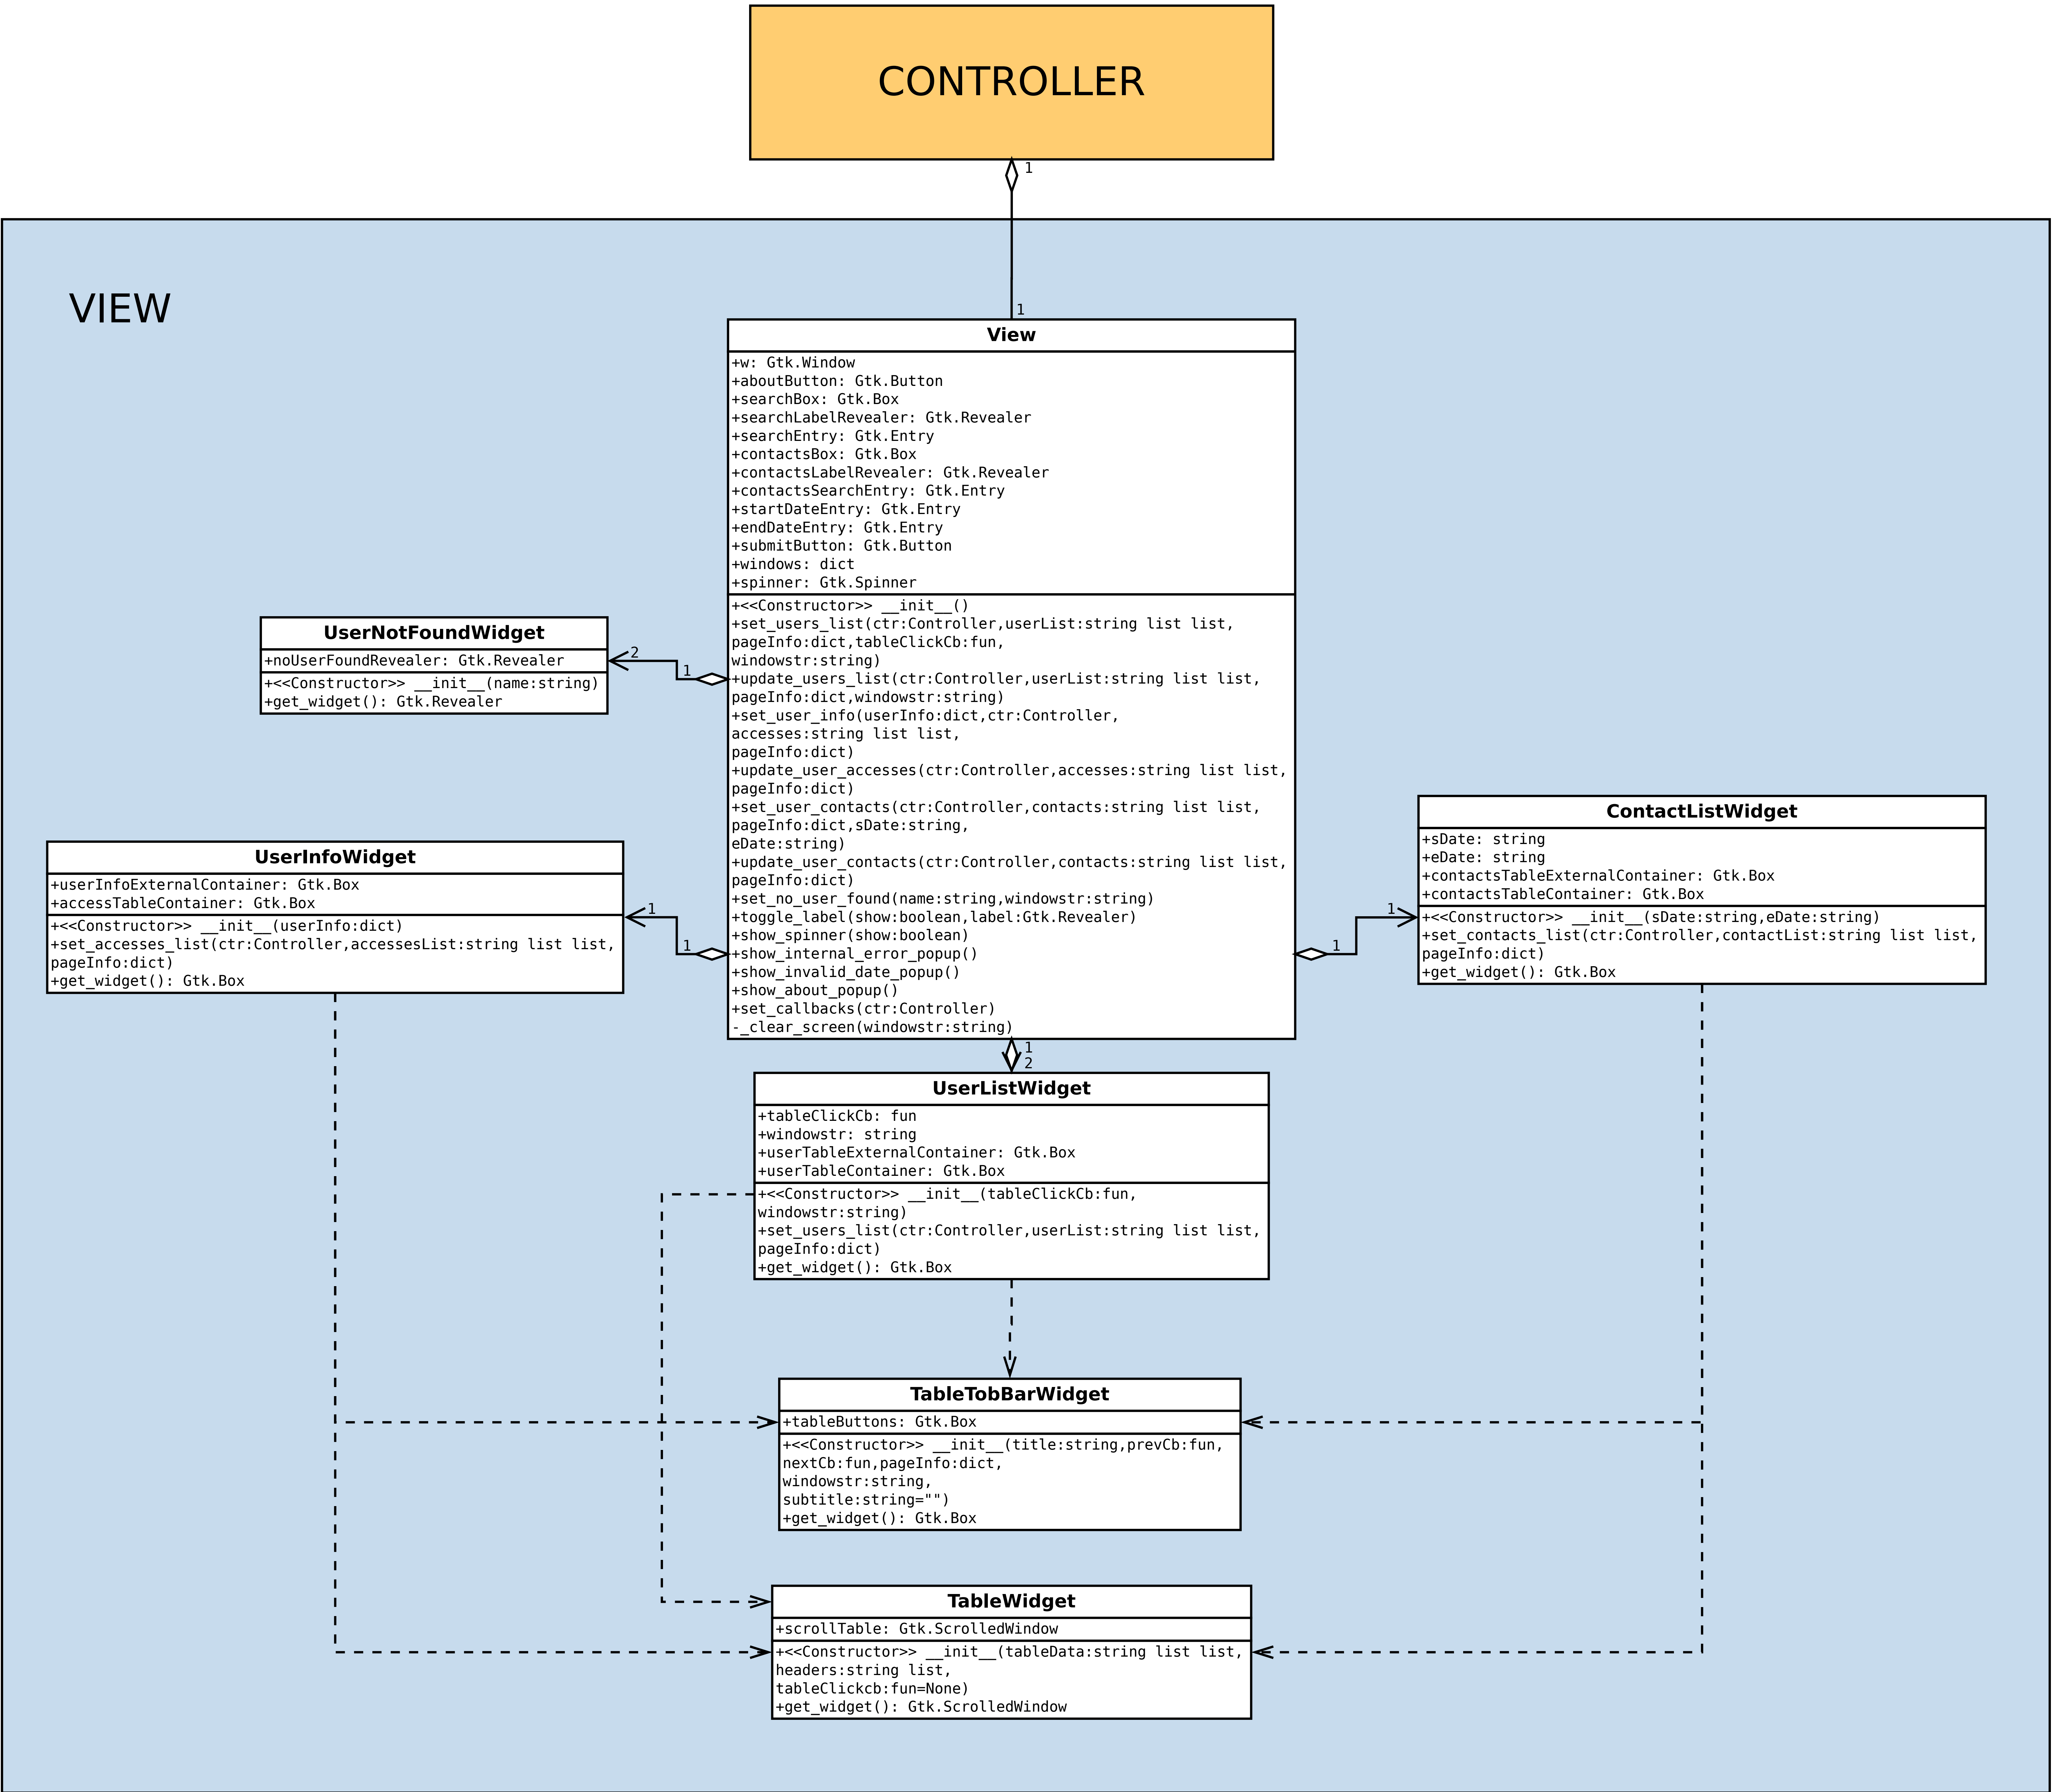 CONTROLLER
1
VIEW
1
View
+w: Gtk.Window
+aboutButton: Gtk.Button
+searchBox: Gtk.Box
+searchLabelRevealer: Gtk.Revealer
+searchEntry: Gtk.Entry
+contactsBox: Gtk.Box
+contactsLabelRevealer: Gtk.Revealer
+contactsSearchEntry: Gtk.Entry
+startDateEntry: Gtk.Entry
+endDateEntry: Gtk.Entry
+submitButton: Gtk.Button
+windows: dict
+spinner: Gtk.Spinner
+<<Constructor>> __init__()
+set_users_list(ctr:Controller,userList:string list list,
pageInfo:dict,tableClickCb:fun,
windowstr:string)
+update_users_list(ctr:Controller,userList:string list list,
pageInfo:dict,windowstr:string)
+set_user_info(userInfo:dict,ctr:Controller,
accesses:string list list,
pageInfo:dict)
+update_user_accesses(ctr:Controller,accesses:string list list,
pageInfo:dict)
+set_user_contacts(ctr:Controller,contacts:string list list,
pageInfo:dict,sDate:string,
eDate:string)
+update_user_contacts(ctr:Controller,contacts:string list list,
pageInfo:dict)
+set_no_user_found(name:string,windowstr:string)
+toggle_label(show:boolean,label:Gtk.Revealer)
+show_spinner(show:boolean)
+show_internal_error_popup()
+show_invalid_date_popup()
+show_about_popup()
+set_callbacks(ctr:Controller)
-_clear_screen(windowstr:string)
UserNotFoundWidget
+noUserFoundRevealer: Gtk.Revealer
+<<Constructor>> __init__(name:string)
+get_widget(): Gtk.Revealer
2
1
UserInfoWidget
+userInfoExternalContainer: Gtk.Box
+accessTableContainer: Gtk.Box
+<<Constructor>> __init__(userInfo:dict)
+set_accesses_list(ctr:Controller,accessesList:string list list,
pageInfo:dict)
+get_widget(): Gtk.Box
1
1
ContactListWidget
+sDate: string
+eDate: string
+contactsTableExternalContainer: Gtk.Box
+contactsTableContainer: Gtk.Box
+<<Constructor>> __init__(sDate:string,eDate:string)
+set_contacts_list(ctr:Controller,contactList:string list list,
pageInfo:dict)
+get_widget(): Gtk.Box
1
1
1
2
UserListWidget
+tableClickCb: fun
+windowstr: string
+userTableExternalContainer: Gtk.Box
+userTableContainer: Gtk.Box
+<<Constructor>> __init__(tableClickCb:fun,
windowstr:string)
+set_users_list(ctr:Controller,userList:string list list,
pageInfo:dict)
+get_widget(): Gtk.Box
TableTobBarWidget
+tableButtons: Gtk.Box
+<<Constructor>> __init__(title:string,prevCb:fun,
nextCb:fun,pageInfo:dict,
windowstr:string,
subtitle:string="")
+get_widget(): Gtk.Box
TableWidget
+scrollTable: Gtk.ScrolledWindow
+<<Constructor>> __init__(tableData:string list list,
headers:string list,
tableClickcb:fun=None)
+get_widget(): Gtk.ScrolledWindow